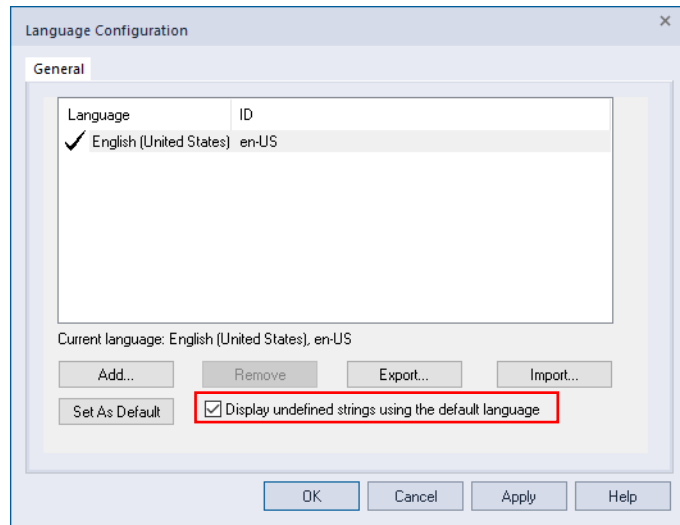 Language Configuration
General
Language ID
English (United States) en-US
Current language: English (United States), en-US
Add... Remove Export... Import...
Set As Default Display undefined strings using the default language
OK Cancel Apply Help